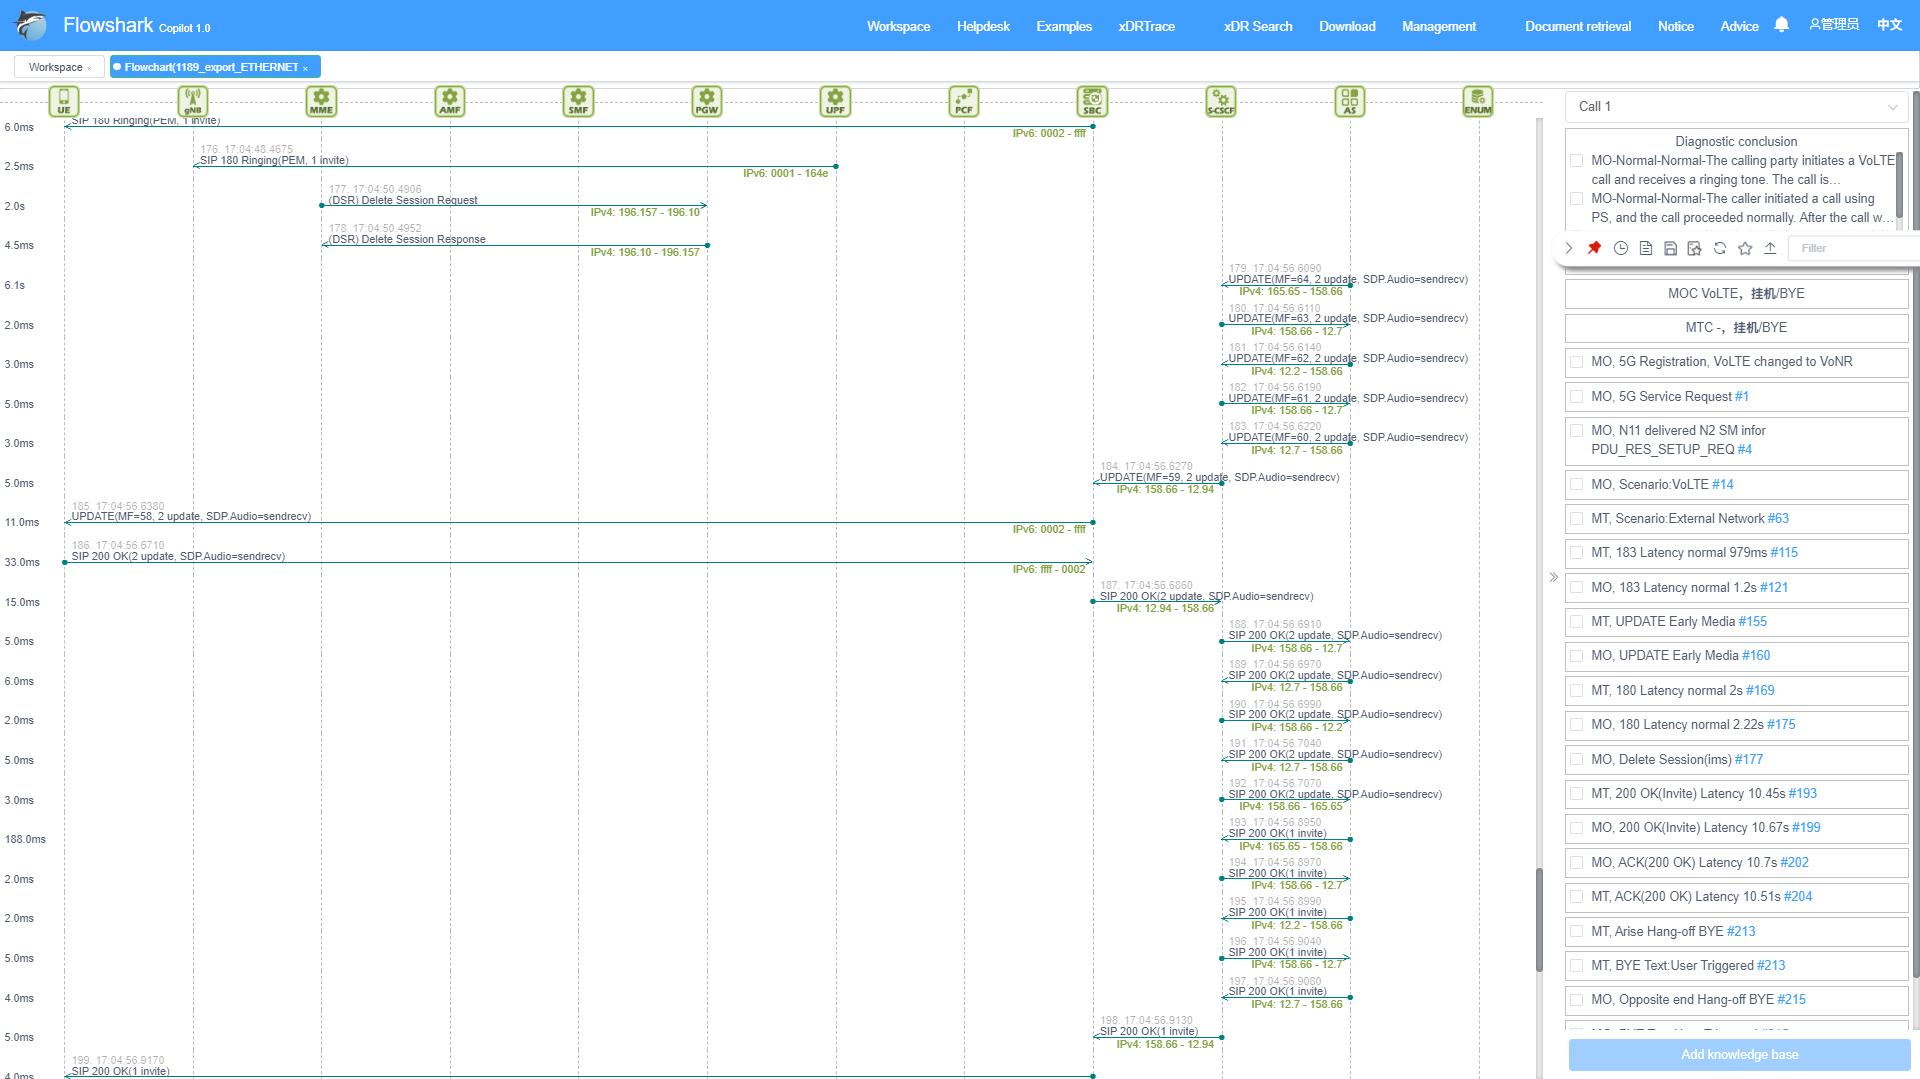 Flowshark Copilot 1.0
Workspace Helpdesk Examples xDRTrace xDR Search Download Management Document retrieval Notice Advice 管理员 中文
Workspace × Flowchart(1189_export_ETHERNET ×
UE gNB MME AMF SMF PGW UPF PCF SBC S-CSCF AS ENUM
6.0ms SIP 180 Ringing(PEM, 1 invite)
IPv6: 0002 - ffff
176. 17:04:48.4675
2.5ms SIP 180 Ringing(PEM, 1 invite)
IPv6: 0001 - 164e
177. 17:04:50.4906
2.0s (DSR) Delete Session Request
IPv4: 196.157 - 196.10
178. 17:04:50.4952
4.5ms (DSR) Delete Session Response
IPv4: 196.10 - 196.157
179. 17:04:56.6090
6.1s UPDATE(MF=64, 2 update, SDP.Audio=sendrecv)
IPv4: 165.65 - 158.66
180. 17:04:56.6110
2.0ms UPDATE(MF=63, 2 update, SDP.Audio=sendrecv)
IPv4: 158.66 - 12.7
181. 17:04:56.6140
3.0ms UPDATE(MF=62, 2 update, SDP.Audio=sendrecv)
IPv4: 12.2 - 158.66
182. 17:04:56.6190
5.0ms UPDATE(MF=61, 2 update, SDP.Audio=sendrecv)
IPv4: 158.66 - 12.7
183. 17:04:56.6220
3.0ms UPDATE(MF=60, 2 update, SDP.Audio=sendrecv)
IPv4: 12.7 - 158.66
184. 17:04:56.6270
5.0ms UPDATE(MF=59, 2 update, SDP.Audio=sendrecv)
IPv4: 158.66 - 12.94
185. 17:04:56.6380
11.0ms UPDATE(MF=58, 2 update, SDP.Audio=sendrecv)
IPv6: 0002 - ffff
186. 17:04:56.6710
33.0ms SIP 200 OK(2 update, SDP.Audio=sendrecv)
IPv6: ffff - 0002
187. 17:04:56.6860
15.0ms SIP 200 OK(2 update, SDP.Audio=sendrecv)
IPv4: 12.94 - 158.66
188. 17:04:56.6910
5.0ms SIP 200 OK(2 update, SDP.Audio=sendrecv)
IPv4: 158.66 - 12.7
189. 17:04:56.6970
6.0ms SIP 200 OK(2 update, SDP.Audio=sendrecv)
IPv4: 12.7 - 158.66
190. 17:04:56.6990
2.0ms SIP 200 OK(2 update, SDP.Audio=sendrecv)
IPv4: 158.66 - 12.2
191. 17:04:56.7040
5.0ms SIP 200 OK(2 update, SDP.Audio=sendrecv)
IPv4: 12.7 - 158.66
192. 17:04:56.7070
3.0ms SIP 200 OK(2 update, SDP.Audio=sendrecv)
IPv4: 158.66 - 165.65
193. 17:04:56.8950
188.0ms SIP 200 OK(1 invite)
IPv4: 165.65 - 158.66
194. 17:04:56.8970
2.0ms SIP 200 OK(1 invite)
IPv4: 158.66 - 12.7
195. 17:04:56.8990
2.0ms SIP 200 OK(1 invite)
IPv4: 12.2 - 158.66
196. 17:04:56.9040
5.0ms SIP 200 OK(1 invite)
IPv4: 158.66 - 12.7
197. 17:04:56.9080
4.0ms SIP 200 OK(1 invite)
IPv4: 12.7 - 158.66
198. 17:04:56.9130
5.0ms SIP 200 OK(1 invite)
IPv4: 158.66 - 12.94
199. 17:04:56.9170
4.0ms SIP 200 OK(1 invite)
Call 1
Diagnostic conclusion
MO-Normal-Normal-The calling party initiates a VoLTE
call and receives a ringing tone. The call is...
MO-Normal-Normal-The caller initiated a call using
PS, and the call proceeded normally. After the call w...
Filler
MOC VoLTE，挂机/BYE
MTC -，挂机/BYE
MO, 5G Registration, VoLTE changed to VoNR
MO, 5G Service Request #1
MO, N11 delivered N2 SM infor
PDU_RES_SETUP_REQ #4
MO, Scenario:VoLTE #14
MT, Scenario:External Network #63
MT, 183 Latency normal 979ms #115
MO, 183 Latency normal 1.2s #121
MT, UPDATE Early Media #155
MO, UPDATE Early Media #160
MT, 180 Latency normal 2s #169
MO, 180 Latency normal 2.22s #175
MO, Delete Session(ims) #177
MT, 200 OK(Invite) Latency 10.45s #193
MO, 200 OK(Invite) Latency 10.67s #199
MO, ACK(200 OK) Latency 10.7s #202
MT, ACK(200 OK) Latency 10.51s #204
MT, Arise Hang-off BYE #213
MT, BYE Text:User Triggered #213
MO, Opposite end Hang-off BYE #215
Add knowledge base